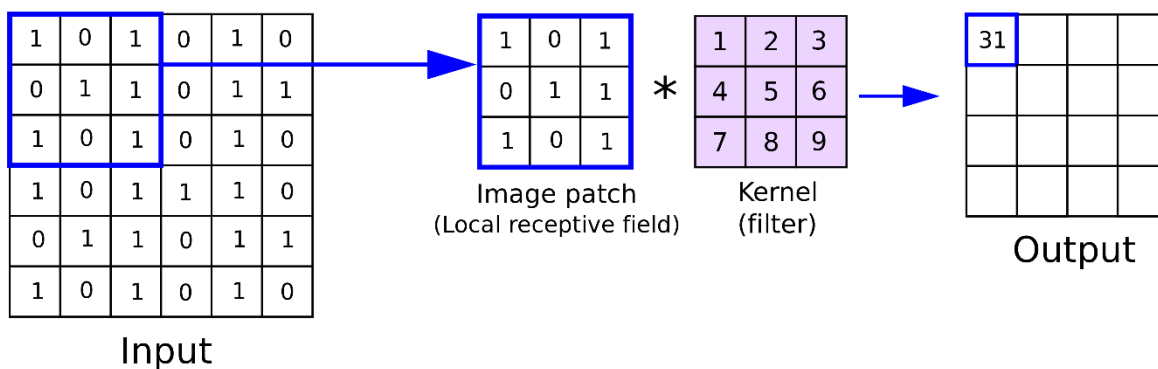 1 0 1 0 1 0
0 1 1 0 1 1
1 0 1 0 1 0
1 0 1 1 1 0
0 1 1 0 1 1
1 0 1 0 1 0
Input
1 0 1
0 1 1
1 0 1
Image patch
(Local receptive field)
*
1 2 3
4 5 6
7 8 9
Kernel
(filter)
31
Output